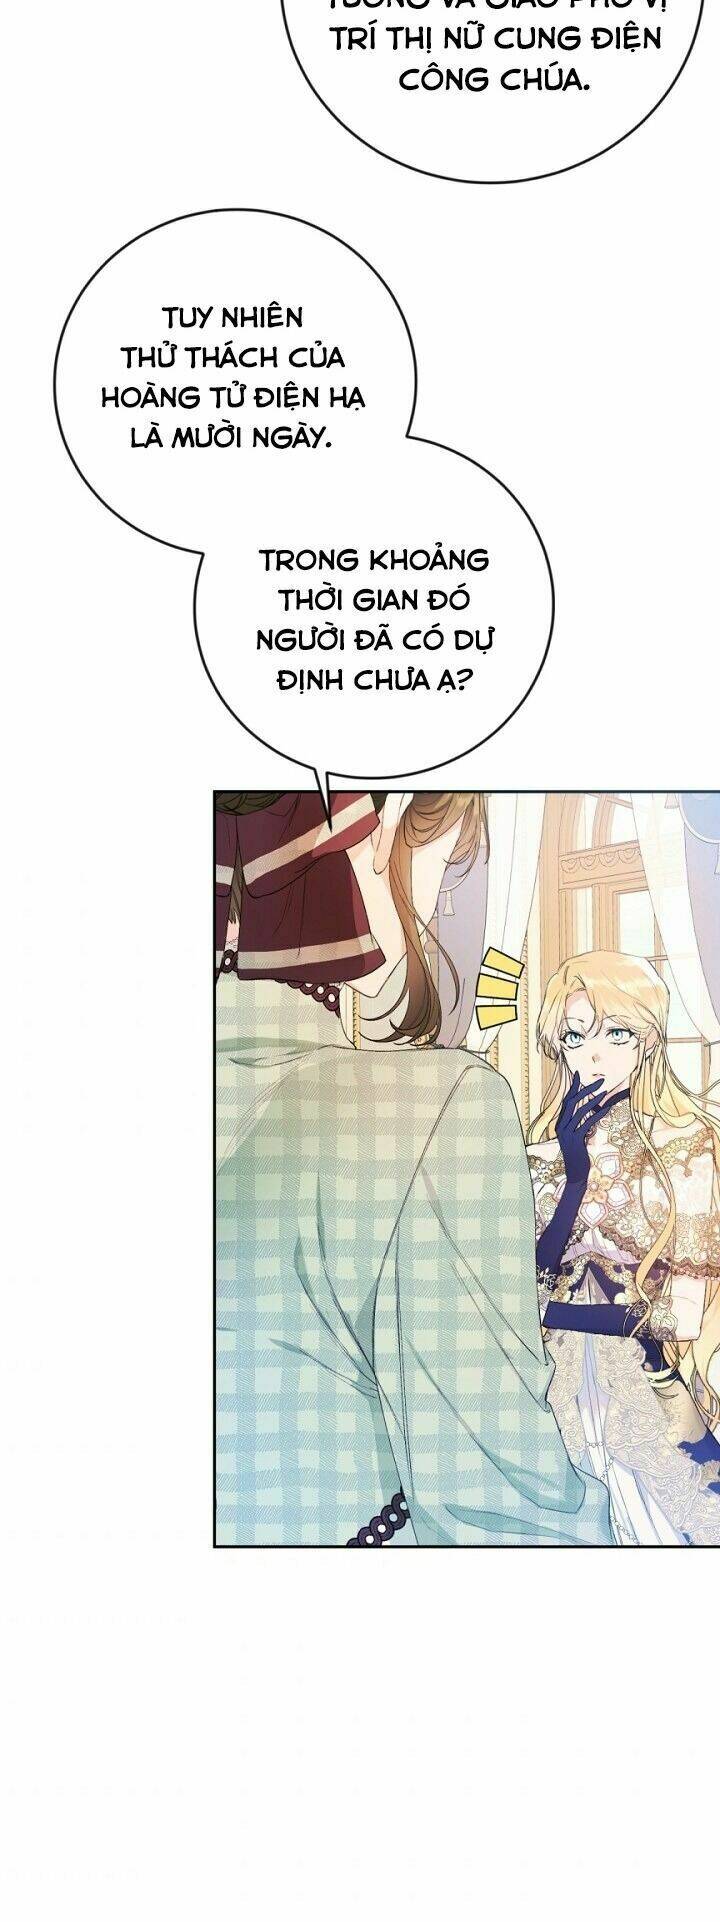 TRÍ THỊ NỮ CUNG ĐIỆN
CÔNG CHÚA.
TUY NHIÊN
THỬ THÁCH CỦA
HOÀNG TỬ ĐIỆN HẠ
LÀ MƯỜI NGÀY.
TRONG KHOẢNG
THỜI GIAN ĐÓ
NGƯỜI ĐÃ CÓ DỰ
ĐỊNH CHƯA Ạ?